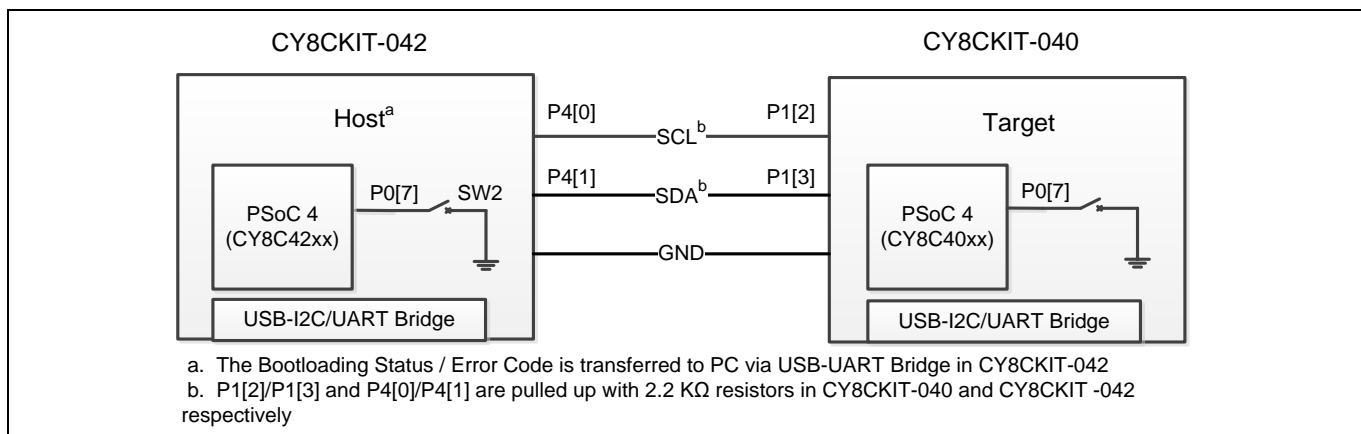 CY8CKIT-042 CY8CKIT-040
Hostᵃ
P4[0] P1[2]
SCLᵇ
Target
P4[1] P1[3]
SDAᵇ
P0[7] SW2
PSoC 4
(CY8C42xx)
GND
P0[7]
PSoC 4
(CY8C40xx)
USB-I2C/UART Bridge USB-I2C/UART Bridge
a. The Bootloading Status / Error Code is transferred to PC via USB-UART Bridge in CY8CKIT-042
b. P1[2]/P1[3] and P4[0]/P4[1] are pulled up with 2.2 KΩ resistors in CY8CKIT-040 and CY8CKIT -042
respectively